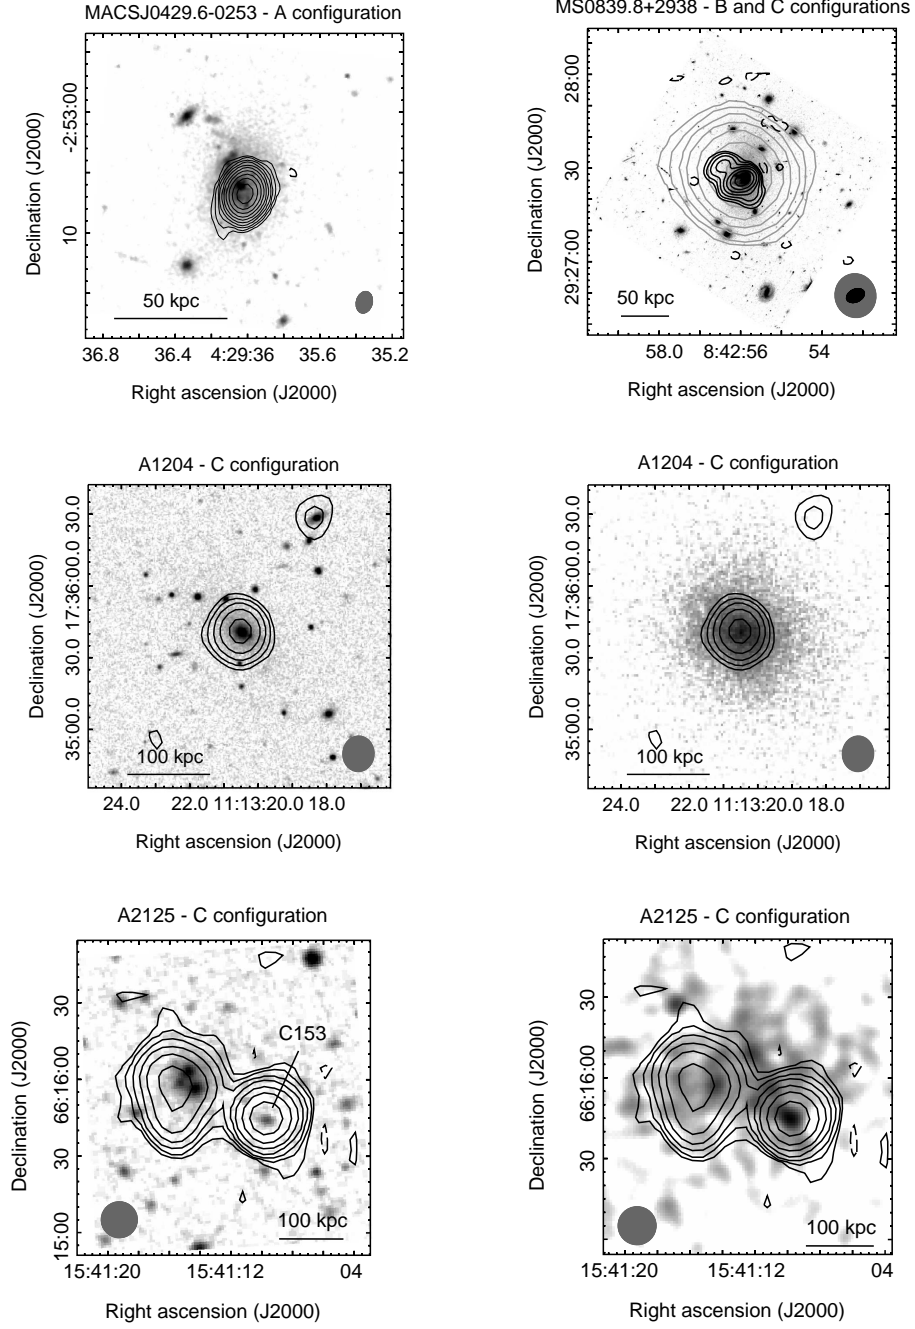 MACSJ0429.6-0253 - A configuration
Declination (J2000)
-2:53:00
10
50 kpc
36.8 36.4 4:29:36 35.6 35.2
Right ascension (J2000)
MS0839.8+2938 - B and C configurations
Declination (J2000)
28:00
30
29:27:00
50 kpc
58.0 8:42:56 54
Right ascension (J2000)
A1204 - C configuration
Declination (J2000)
30.0
17:36:00.0
30.0
35:00.0
100 kpc
24.0 22.0 11:13:20.0 18.0
Right ascension (J2000)
A1204 - C configuration
Declination (J2000)
30.0
17:36:00.0
30.0
35:00.0
100 kpc
24.0 22.0 11:13:20.0 18.0
Right ascension (J2000)
A2125 - C configuration
Declination (J2000)
30
66:16:00
30
15:00
C153
100 kpc
15:41:20 15:41:12 04
Right ascension (J2000)
A2125 - C configuration
Declination (J2000)
30
66:16:00
30
100 kpc
15:41:20 15:41:12 04
Right ascension (J2000)